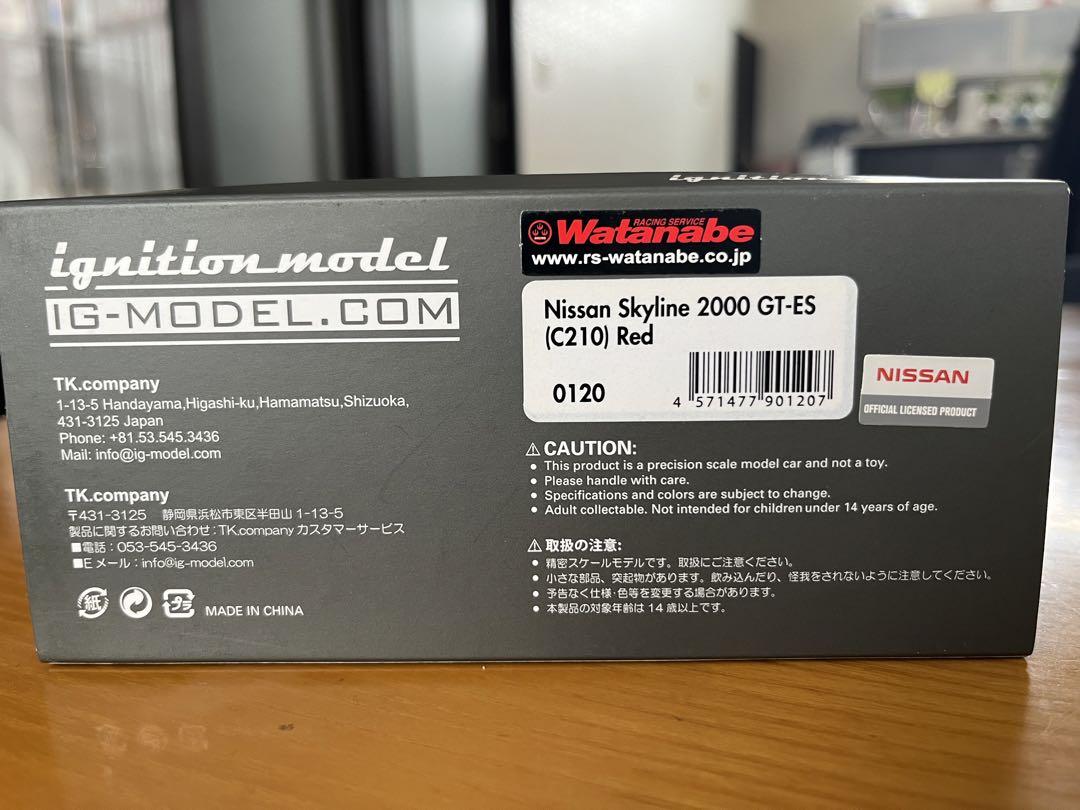 ignition model
ignition model
IG-MODEL.COM
TK.company
1-13-5 Handayama,Higashi-ku,Hamamatsu,Shizuoka,
431-3125 Japan
Phone: +81.53.545.3436
Mail: info@ig-model.com
TK.company
〒431-3125 静岡県浜松市東区半田山1-13-5
製品に関するお問い合わせ:TK.company カスタマーサービス
■電話:053-545-3436
■Eメール:info@ig-model.com
紙
プラ
MADE IN CHINA
RACING SERVICE
Watanabe
www.rs-watanabe.co.jp
Nissan Skyline 2000 GT-ES
(C210) Red
0120
4 571477 901207
NISSAN
OFFICIAL LICENSED PRODUCT
⚠ CAUTION:
• This product is a precision scale model car and not a toy.
• Please handle with care.
• Specifications and colors are subject to change.
• Adult collectable. Not intended for children under 14 years of age.
⚠ 取扱の注意:
• 精密スケールモデルです。取扱にご注意ください。
• 小さな部品、突起物があります。飲み込んだり、怪我をされないように注意してください。
• 予告なく仕様·色等を変更する場合があります。
• 本製品の対象年齢は14歳以上です。